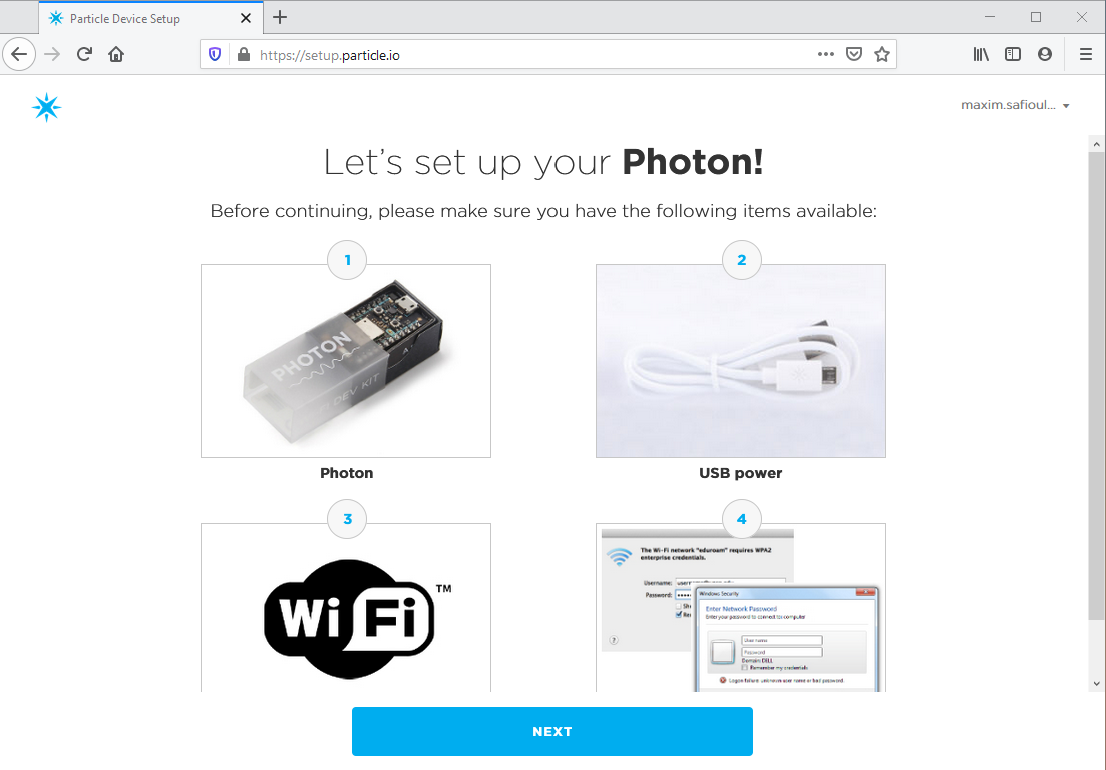 Particle Device Setup
https://setup.particle.io
maxim.safioul...
Let's set up your Photon!
Before continuing, please make sure you have the following items available:
1
PHOTON
DEV KIT
Photon
2
USB power
3
Wi Fi™
4
The Wi-Fi network "eduroam" requires WPA2
enterprise credentials.
Username:
Password:
Windows Security
Enter Network Password
Enter your password to connect to computer
User name
Password
Domain: DELL
Remember my credentials
Logon failure: unknown user name or bad password.
NEXT